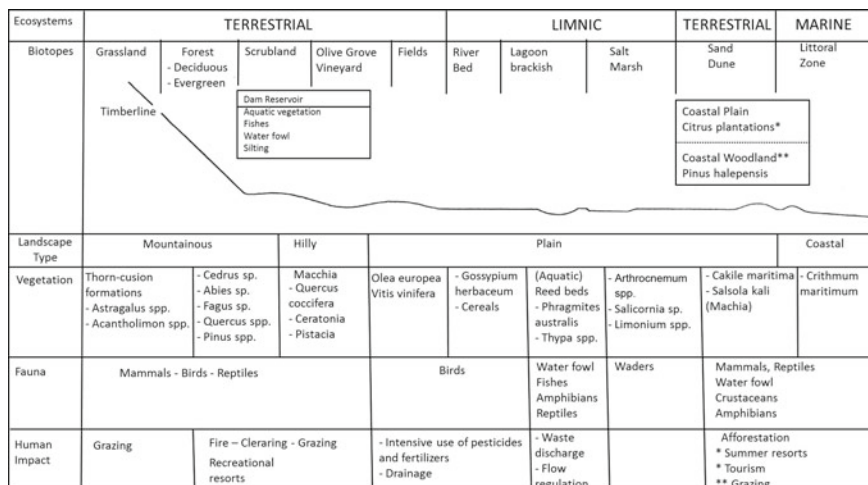 Ecosystems
TERRESTRIAL
LIMNIC
TERRESTRIAL
MARINE
Biotopes
Grassland
Forest
- Deciduous
- Evergreen
Scrubland
Olive Grove
Vineyard
Fields
River
Bed
Lagoon
brackish
Salt
Marsh
Sand
Dune
Littoral
Zone
Timberline
Dam Reservoir
Aquatic vegetation
Fishes
Water fowl
Silting
Coastal Plain
Citrus plantations*
Coastal Woodland**
Pinus halepensis
Landscape
Type
Mountainous
Hilly
Plain
Coastal
Vegetation
Thorn-cusion
formations
- Astragalus spp.
- Acantholimon spp.
- Cedrus sp.
- Abies sp.
- Fagus sp.
- Quercus spp.
- Pinus spp.
Macchia
- Quercus
coccifera
- Ceratonia
- Pistacia
Olea europea
Vitis vinifera
- Gossypium
herbaceum
- Cereals
(Aquatic)
Reed beds
- Phragmites
australis
- Thypa spp.
- Arthrocnemum
spp.
- Salicornia sp.
- Limonium spp.
- Cakile maritima
- Salsola kali
(Machia)
- Crithmum
maritimum
Fauna
Mammals - Birds - Reptiles
Birds
Water fowl
Fishes
Amphibians
Reptiles
Waders
Mammals, Reptiles
Water fowl
Crustaceans
Amphibians
Human
Impact
Grazing
Fire – Cleraring - Grazing
Recreational
resorts
- Intensive use of pesticides
and fertilizers
- Drainage
- Waste
discharge
- Flow
regulation
Afforestation
* Summer resorts
* Tourism
** Grazing